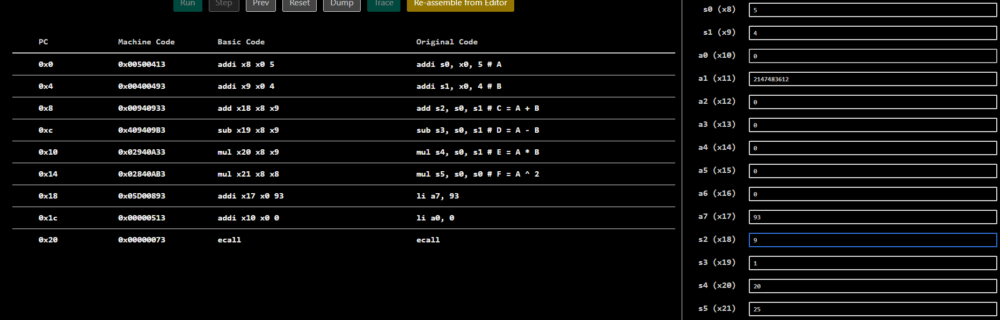 Run Step Prev Reset Dump Trace Re-assemble from Editor
PC Machine Code Basic Code Original Code
0x0 0x00500413 addi x8 x0 5 addi s0, x0, 5 # A
0x4 0x00400493 addi x9 x0 4 addi s1, x0, 4 # B
0x8 0x00940933 add x18 x8 x9 add s2, s0, s1 # C = A + B
0xc 0x409409B3 sub x19 x8 x9 sub s3, s0, s1 # D = A - B
0x10 0x02940A33 mul x20 x8 x9 mul s4, s0, s1 # E = A * B
0x14 0x02840AB3 mul x21 x8 x8 mul s5, s0, s0 # F = A ^ 2
0x18 0x05D00893 addi x17 x0 93 li a7, 93
0x1c 0x00000513 addi x10 x0 0 li a0, 0
0x20 0x00000073 ecall ecall
s0 (x8) 5
s1 (x9) 4
a0 (x10) 0
a1 (x11) 2147483612
a2 (x12) 0
a3 (x13) 0
a4 (x14) 0
a5 (x15) 0
a6 (x16) 0
a7 (x17) 93
s2 (x18) 9
s3 (x19) 1
s4 (x20) 20
s5 (x21) 25